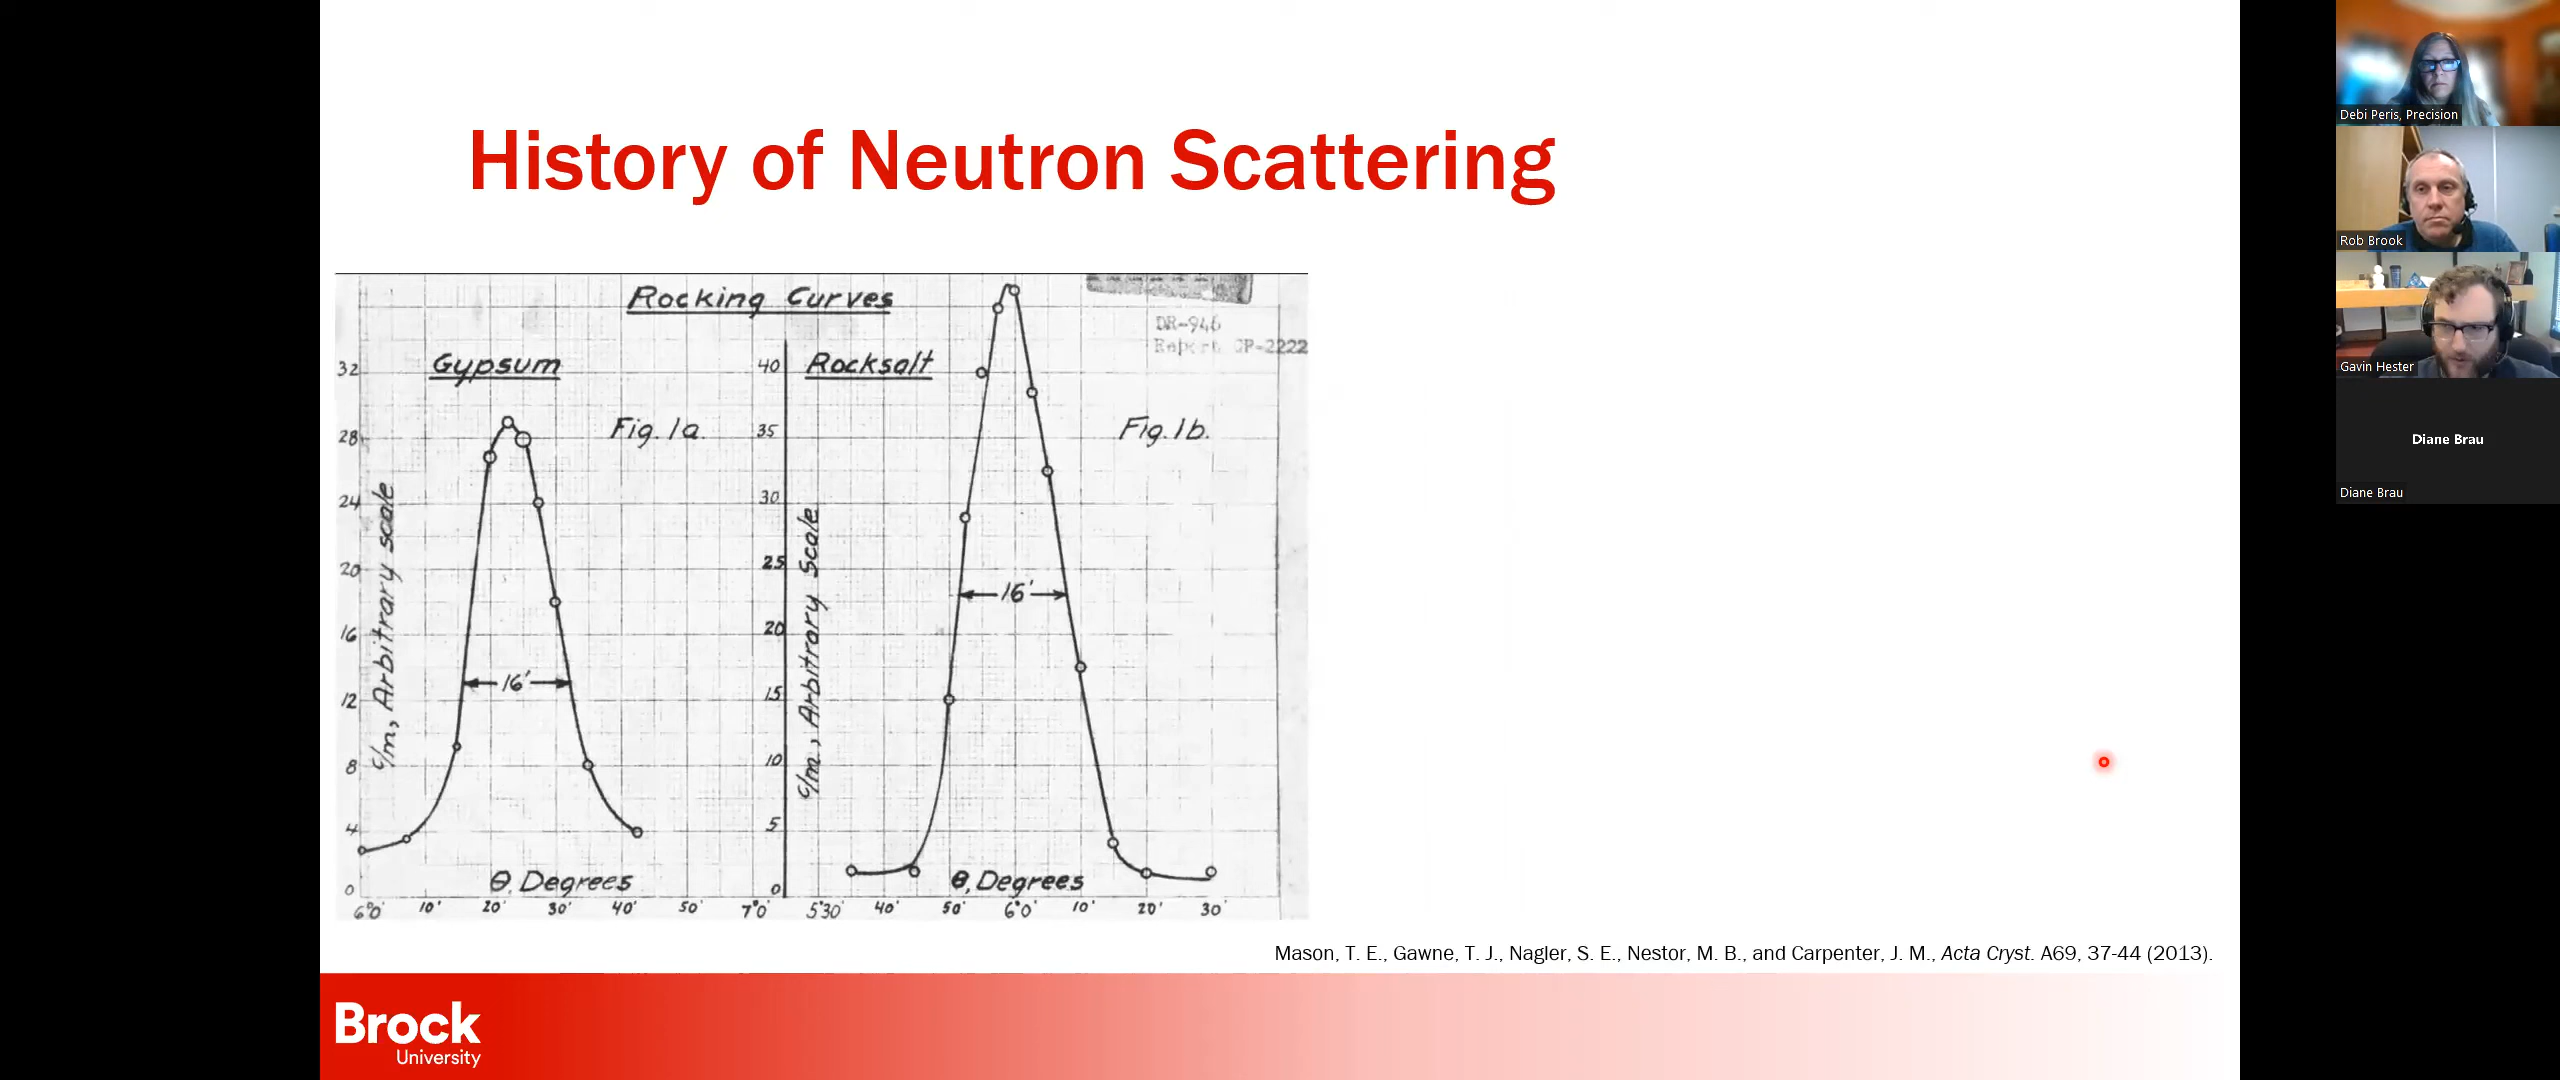 History of Neutron Scattering
Rocking Curves
DR-946
Report CP-2222
Gypsum
Rocksalt
Fig. 1a.
Fig. 1b.
32
28
24
20
16
12
8
4
0
c/m, Arbitrary scale
16'
θ, Degrees
6°0' 10' 20' 30' 40' 50' 7°0'
40
35
30
25
20
15
10
5
0
c/m., Arbitrary Scale
16'
θ, Degrees
5°30' 40' 50' 6°0' 10' 20' 30'
Mason, T. E., Gawne, T. J., Nagler, S. E., Nestor, M. B., and Carpenter, J. M., Acta Cryst. A69, 37-44 (2013).
Brock
University
Debi Peris, Precision
Rob Brook
Gavin Hester
Diane Brau
Diane Brau